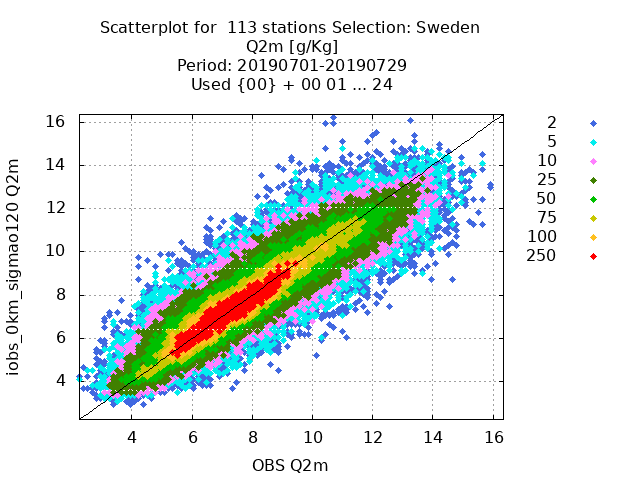 Scatterplot for  113 stations Selection: Sweden
Q2m [g/Kg]
Period: 20190701-20190729
Used {00} + 00 01 ... 24
iobs_0km_sigmao120 Q2m
16
14
12
10
8
6
4
4 6 8 10 12 14 16
OBS Q2m
2
5
10
25
50
75
100
250